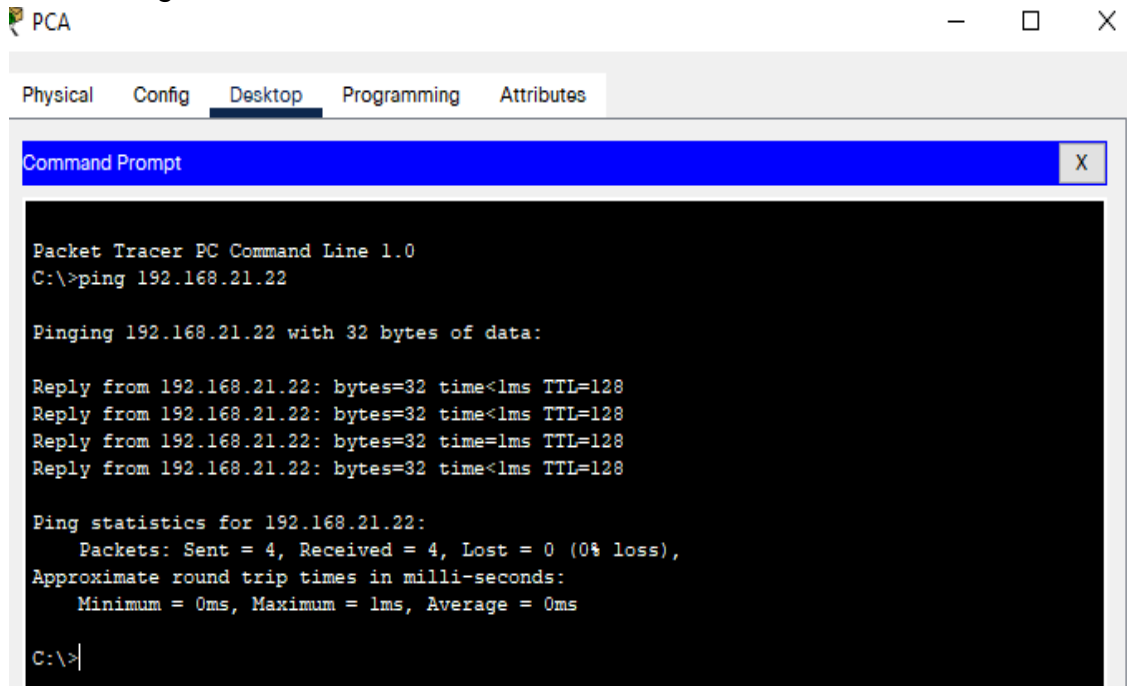 PCA
Physical Config Desktop Programming Attributes
Command Prompt X
Packet Tracer PC Command Line 1.0
C:\>ping 192.168.21.22
Pinging 192.168.21.22 with 32 bytes of data:
Reply from 192.168.21.22: bytes=32 time<1ms TTL=128
Reply from 192.168.21.22: bytes=32 time<1ms TTL=128
Reply from 192.168.21.22: bytes=32 time=1ms TTL=128
Reply from 192.168.21.22: bytes=32 time<1ms TTL=128
Ping statistics for 192.168.21.22:
Packets: Sent = 4, Received = 4, Lost = 0 (0% loss),
Approximate round trip times in milli-seconds:
Minimum = 0ms, Maximum = 1ms, Average = 0ms
C:\>